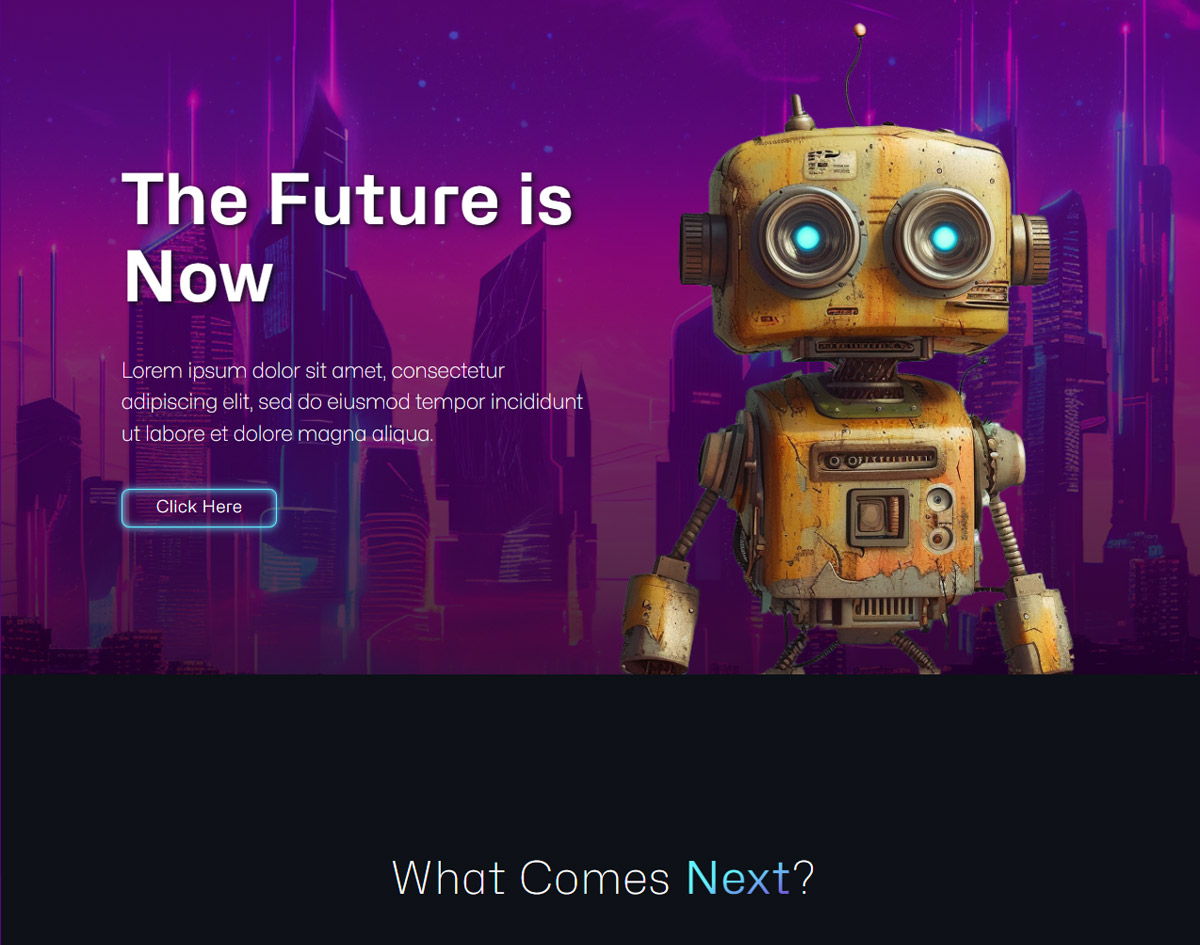 The Future is
Now
Lorem ipsum dolor sit amet, consectetur
adipiscing elit, sed do eiusmod tempor incididunt
ut labore et dolore magna aliqua.
Click Here
What Comes Next?